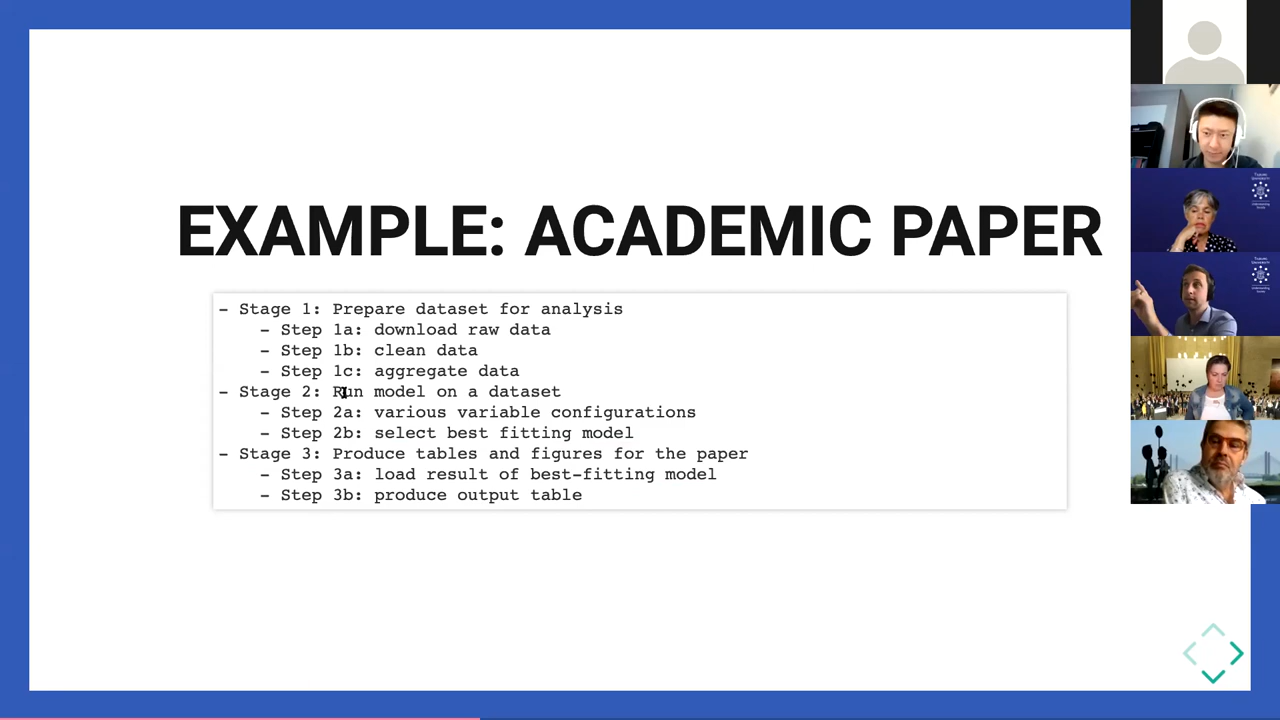 EXAMPLE: ACADEMIC PAPER
- Stage 1: Prepare dataset for analysis
- Step 1a: download raw data
- Step 1b: clean data
- Step 1c: aggregate data
- Stage 2: Run model on a dataset
- Step 2a: various variable configurations
- Step 2b: select best fitting model
- Stage 3: Produce tables and figures for the paper
- Step 3a: load result of best-fitting model
- Step 3b: produce output table